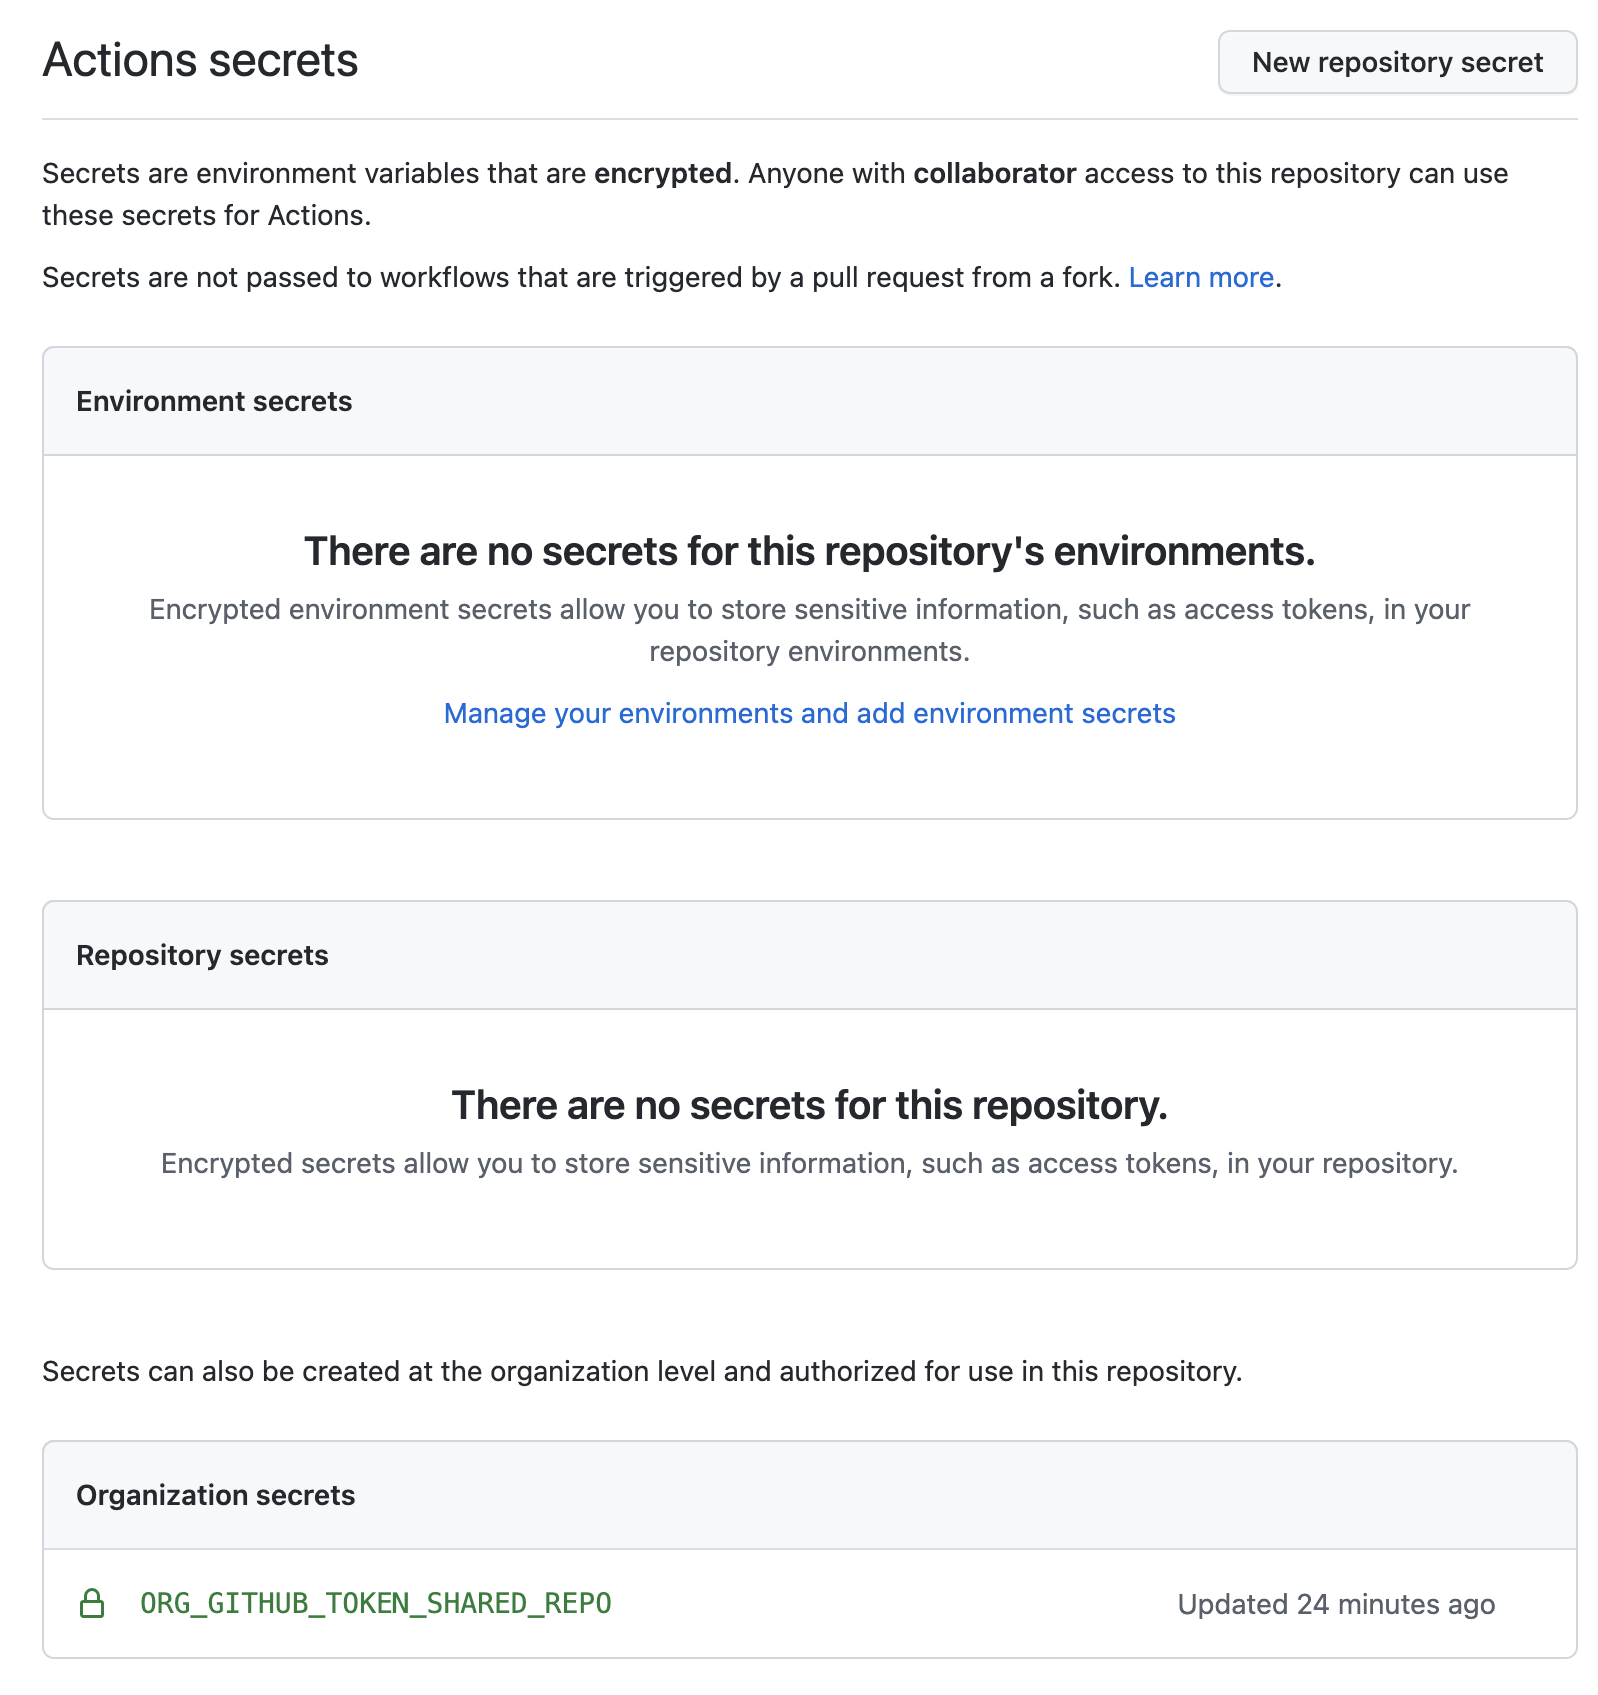 Actions secrets
New repository secret
Secrets are environment variables that are encrypted. Anyone with collaborator access to this repository can use
these secrets for Actions.
Secrets are not passed to workflows that are triggered by a pull request from a fork. Learn more.
Environment secrets
There are no secrets for this repository's environments.
Encrypted environment secrets allow you to store sensitive information, such as access tokens, in your
repository environments.
Manage your environments and add environment secrets
Repository secrets
There are no secrets for this repository.
Encrypted secrets allow you to store sensitive information, such as access tokens, in your repository.
Secrets can also be created at the organization level and authorized for use in this repository.
Organization secrets
ORG_GITHUB_TOKEN_SHARED_REPO
Updated 24 minutes ago